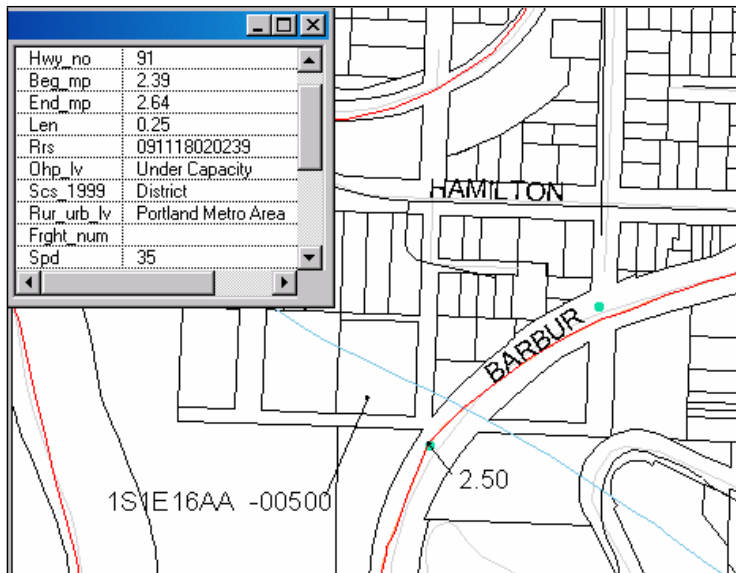 Hwy_no 91
Beg_mp 2.39
End_mp 2.64
Len 0.25
Rrs 091118020239
Ohp_lv Under Capacity
Scs_1999 District
Rur_urb_lv Portland Metro Area
Frght_num
Spd 35
HAMILTON
BARBUR
2.50
1S1E16AA -00500